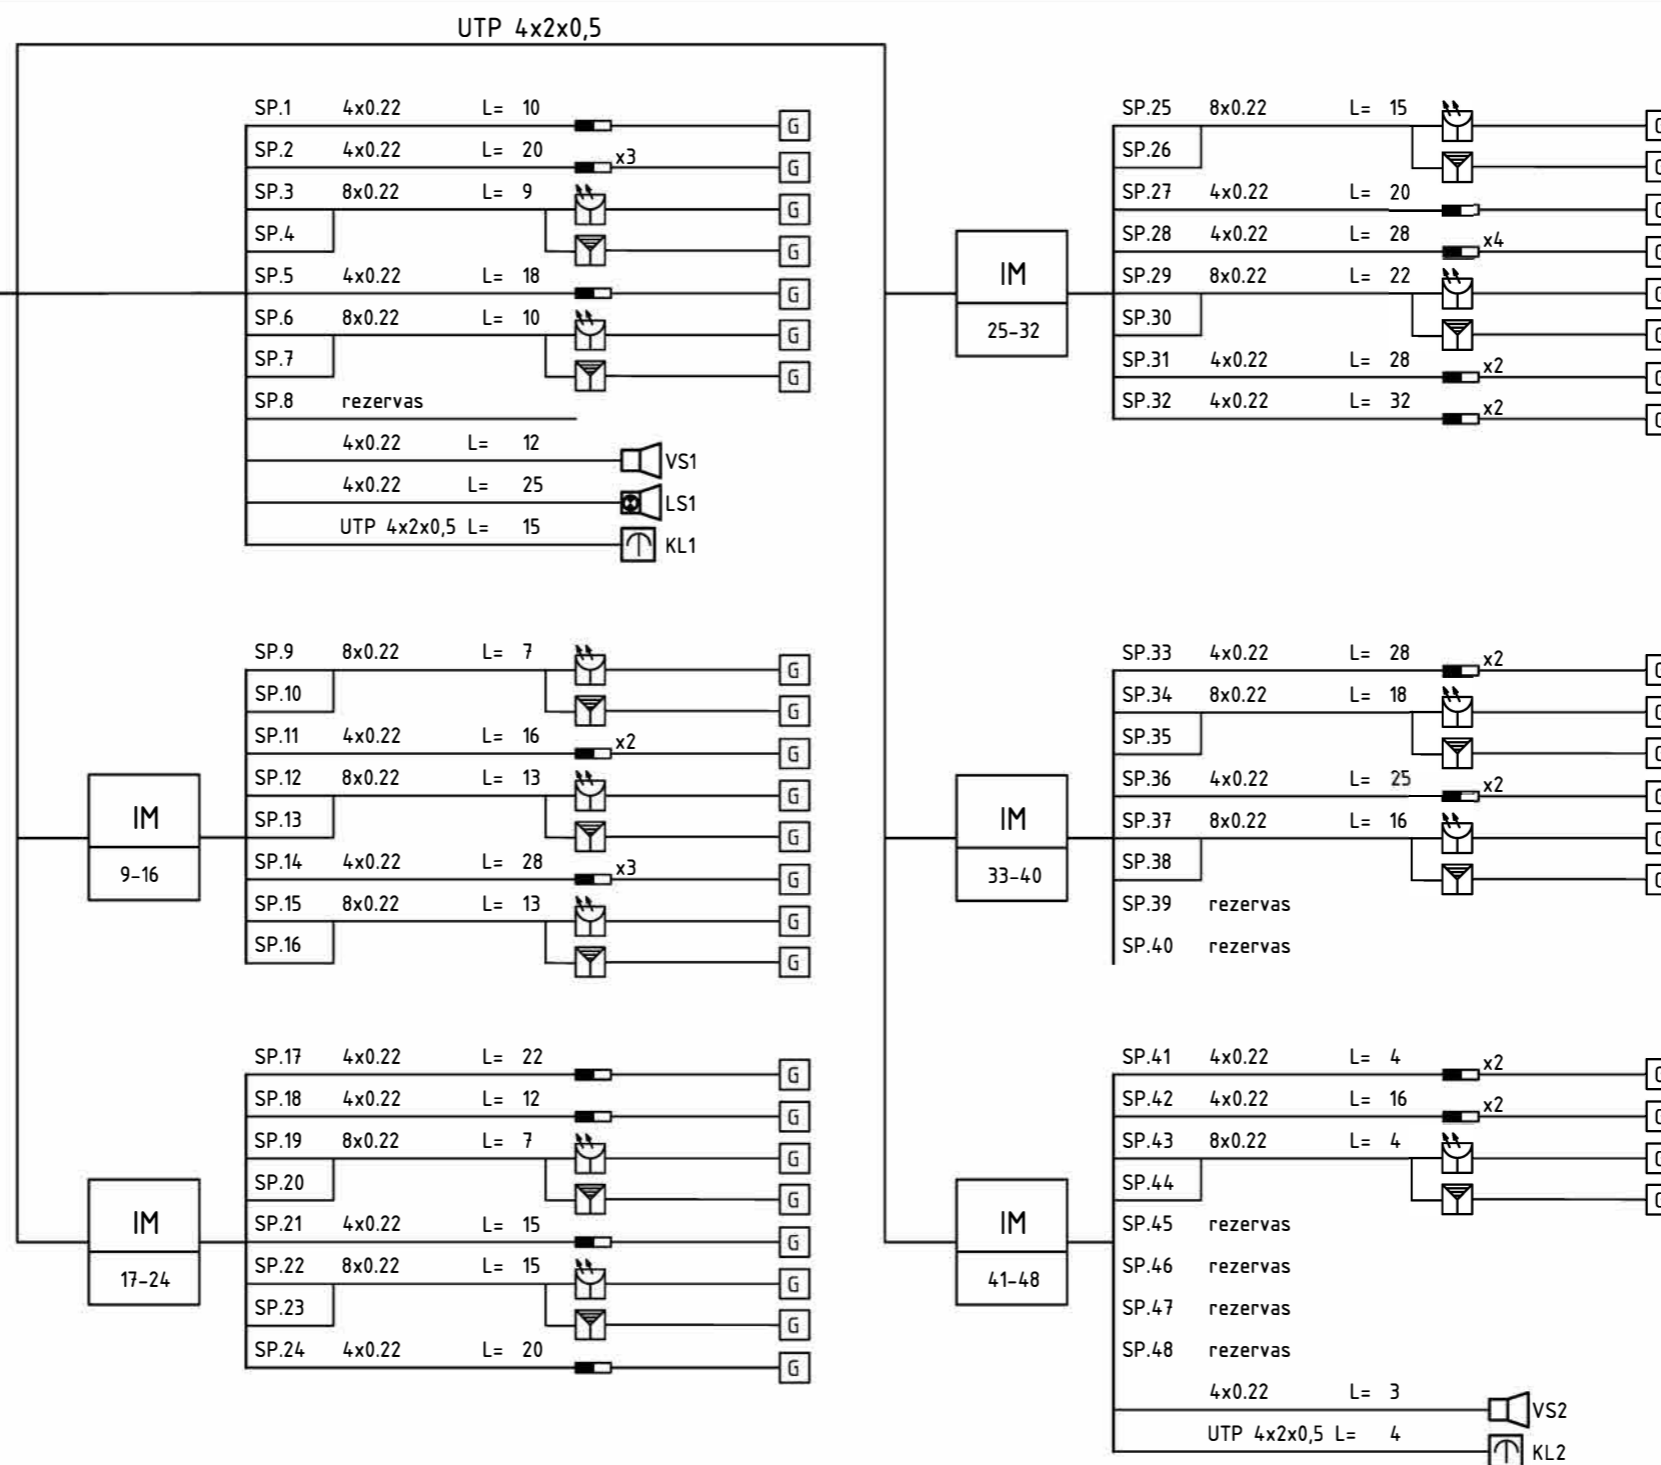 UTP 4x2x0,5
SP.1 4x0.22 L= 10 G
SP.2 4x0.22 L= 20 x3 G
SP.3 8x0.22 L= 9 G
SP.4 G
SP.5 4x0.22 L= 18 G
SP.6 8x0.22 L= 10 G
SP.7 G
SP.8 rezervas
4x0.22 L= 12 VS1
4x0.22 L= 25 LS1
UTP 4x2x0,5 L= 15 KL1
IM
9-16
SP.9 8x0.22 L= 7 G
SP.10 G
SP.11 4x0.22 L= 16 x2 G
SP.12 8x0.22 L= 13 G
SP.13 G
SP.14 4x0.22 L= 28 x3 G
SP.15 8x0.22 L= 13 G
SP.16 G
IM
17-24
SP.17 4x0.22 L= 22 G
SP.18 4x0.22 L= 12 G
SP.19 8x0.22 L= 7 G
SP.20 G
SP.21 4x0.22 L= 15 G
SP.22 8x0.22 L= 15 G
SP.23 G
SP.24 4x0.22 L= 20 G
IM
25-32
SP.25 8x0.22 L= 15
SP.26
SP.27 4x0.22 L= 20
SP.28 4x0.22 L= 28 x4
SP.29 8x0.22 L= 22
SP.30
SP.31 4x0.22 L= 28 x2
SP.32 4x0.22 L= 32 x2
IM
33-40
SP.33 4x0.22 L= 28 x2
SP.34 8x0.22 L= 18
SP.35
SP.36 4x0.22 L= 25 x2
SP.37 8x0.22 L= 16
SP.38
SP.39 rezervas
SP.40 rezervas
IM
41-48
SP.41 4x0.22 L= 4 x2
SP.42 4x0.22 L= 16 x2
SP.43 8x0.22 L= 4
SP.44
SP.45 rezervas
SP.46 rezervas
SP.47 rezervas
SP.48 rezervas
4x0.22 L= 3 VS2
UTP 4x2x0,5 L= 4 KL2